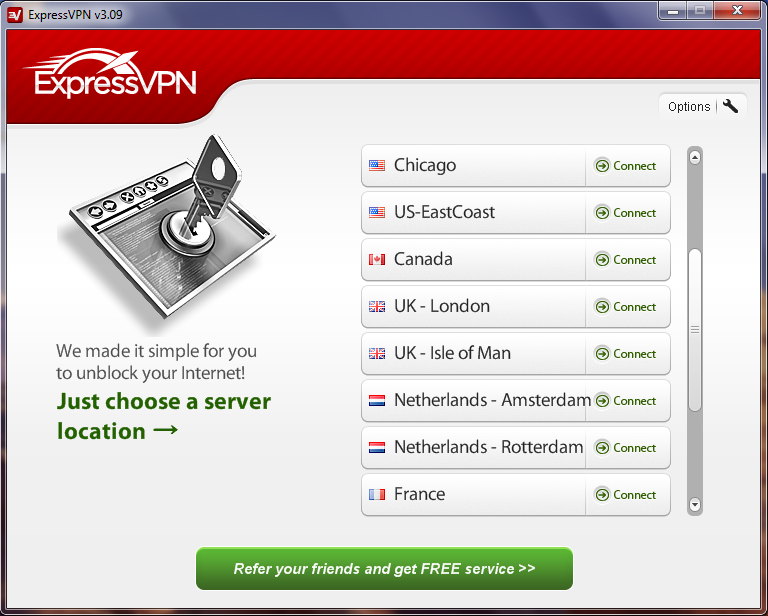 ExpressVPN v3.09
ExpressVPN
Options
Chicago Connect
US-EastCoast Connect
Canada Connect
UK - London Connect
UK - Isle of Man Connect
Netherlands - Amsterdam Connect
Netherlands - Rotterdam Connect
France Connect
We made it simple for you
to unblock your Internet!
Just choose a server
location →
Refer your friends and get FREE service >>